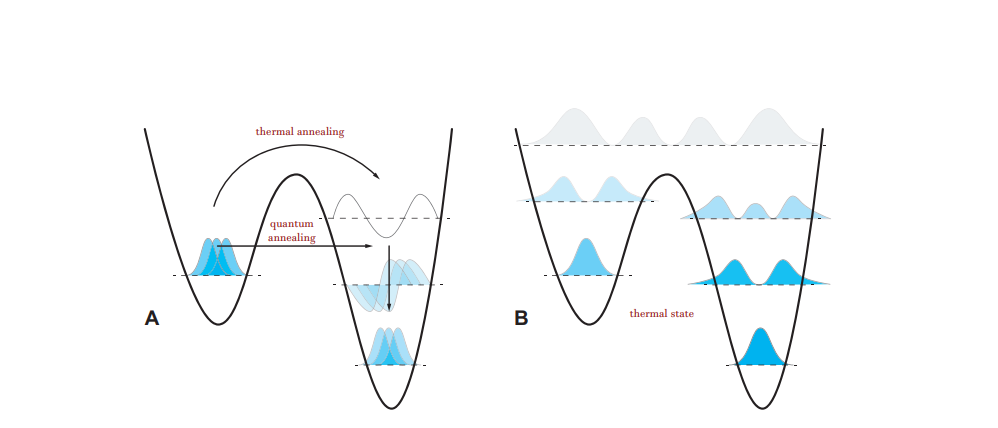 thermal annealing
quantum
annealing
A
B
thermal state